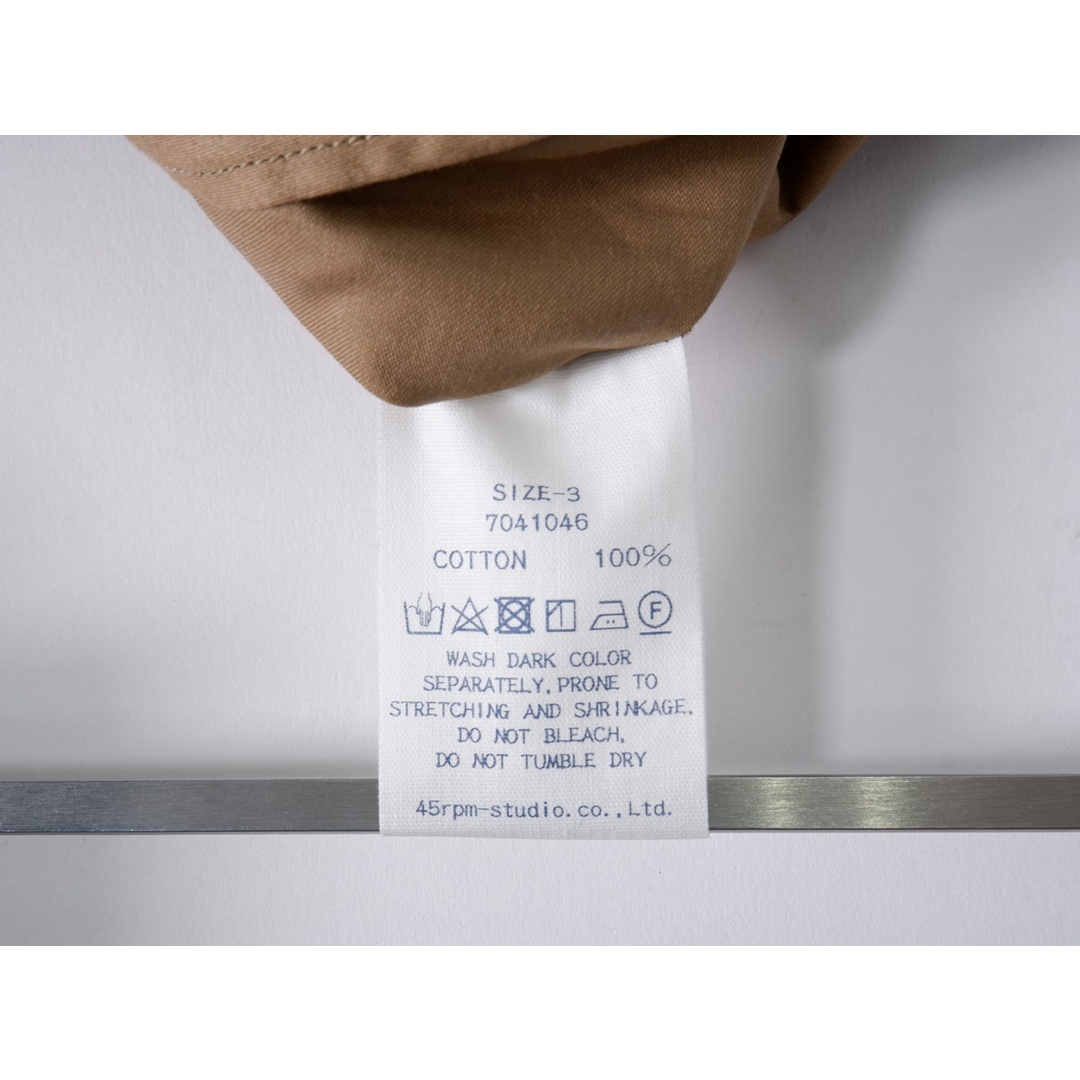 SIZE-3
7041046
COTTON 100%
F
WASH DARK COLOR
SEPARATELY, PRONE TO
STRETCHING AND SHRINKAGE.
DO NOT BLEACH.
DO NOT TUMBLE DRY
45rpm-studio.co.,Ltd.